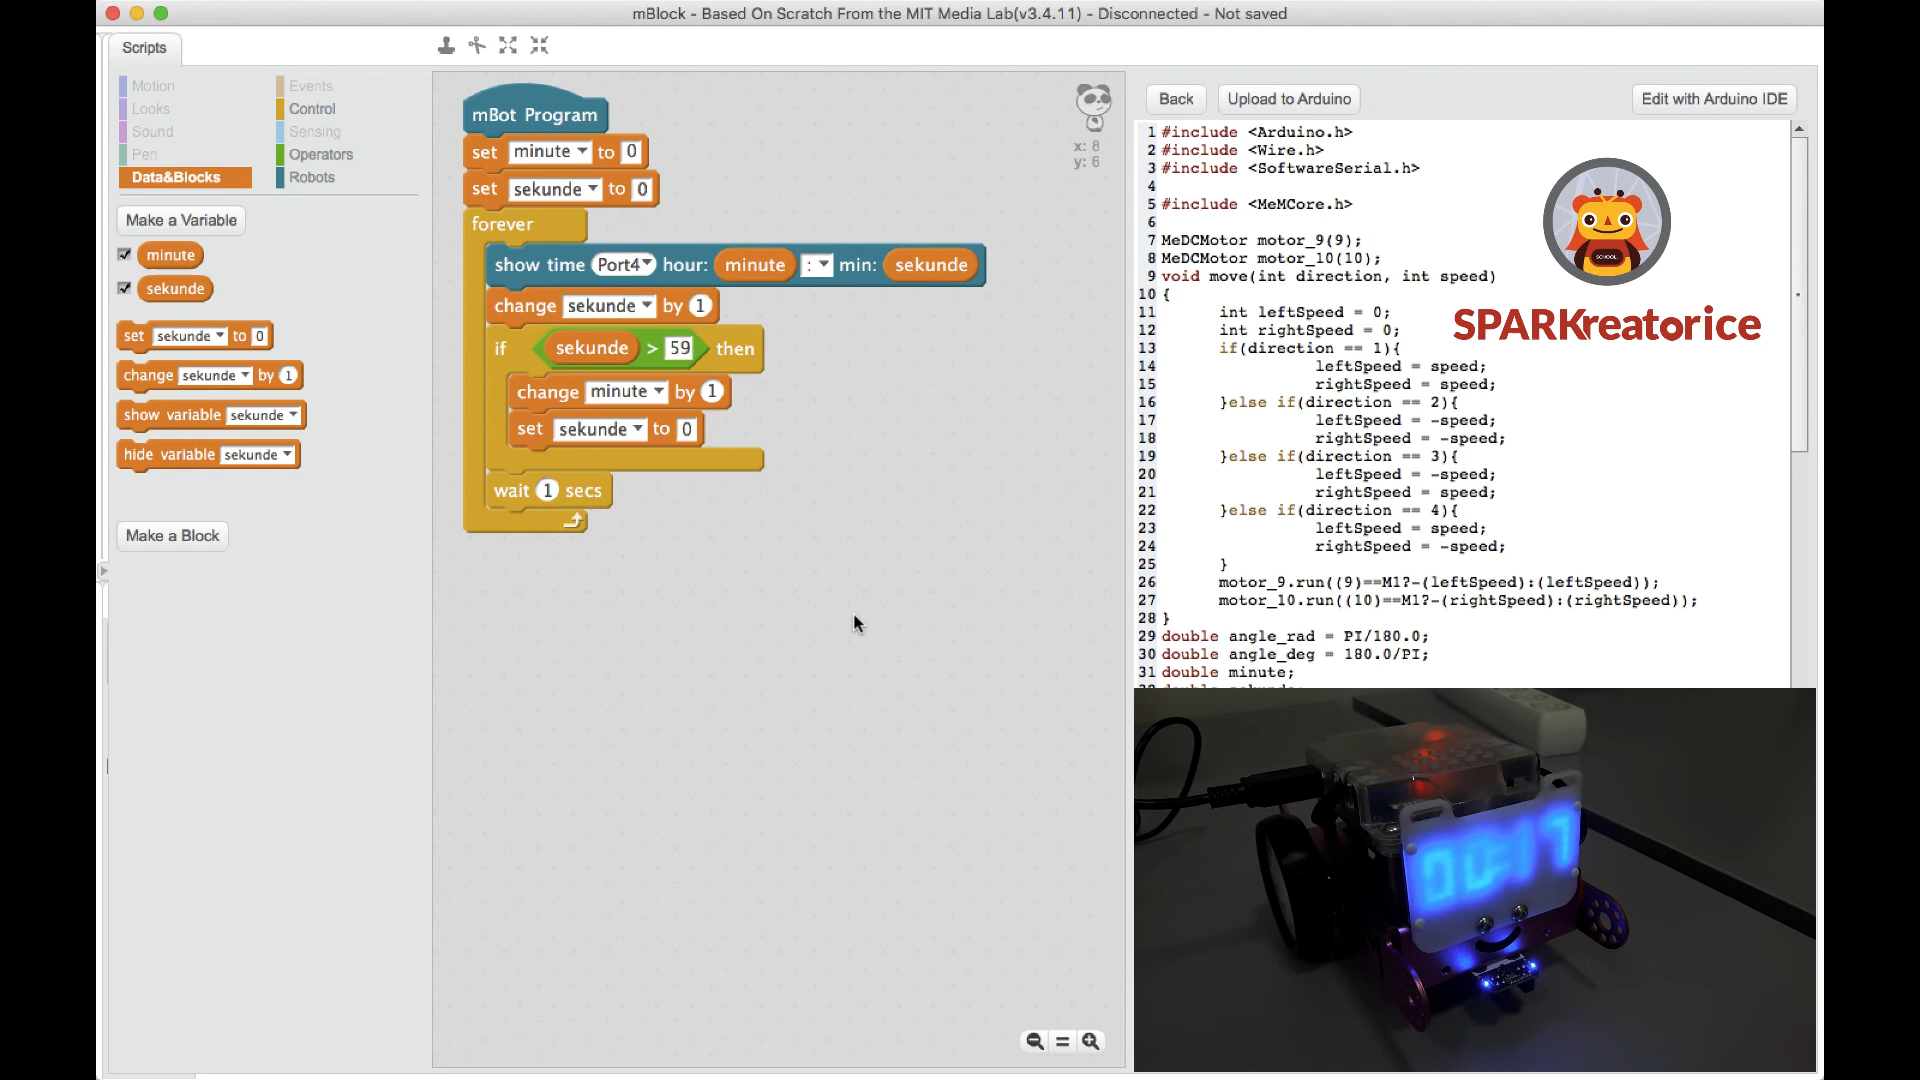 mBlock - Based On Scratch From the MIT Media Lab(v3.4.11) - Disconnected - Not saved
Scripts
Motion
Events
Looks
Control
Sound
Sensing
Pen
Operators
Data&Blocks
Robots
Make a Variable
minute
sekunde
set sekunde to 0
change sekunde by 1
show variable sekunde
hide variable sekunde
Make a Block
mBot Program
set minute to 0
set sekunde to 0
forever
show time Port4 hour: minute : min: sekunde
change sekunde by 1
if sekunde > 59 then
change minute by 1
set sekunde to 0
wait 1 secs
x: 8
y: 6
Back
Upload to Arduino
Edit with Arduino IDE
1 #include <Arduino.h>
2 #include <Wire.h>
3 #include <SoftwareSerial.h>
4
5 #include <MeMCore.h>
6
7 MeDCMotor motor_9(9);
8 MeDCMotor motor_10(10);
9 void move(int direction, int speed)
10 {
11 int leftSpeed = 0;
12 int rightSpeed = 0;
13 if(direction == 1){
14 leftSpeed = speed;
15 rightSpeed = speed;
16 }else if(direction == 2){
17 leftSpeed = -speed;
18 rightSpeed = -speed;
19 }else if(direction == 3){
20 leftSpeed = -speed;
21 rightSpeed = speed;
22 }else if(direction == 4){
23 leftSpeed = speed;
24 rightSpeed = -speed;
25 }
26 motor_9.run((9)==M1?-(leftSpeed):(leftSpeed));
27 motor_10.run((10)==M1?-(rightSpeed):(rightSpeed));
28 }
29 double angle_rad = PI/180.0;
30 double angle_deg = 180.0/PI;
31 double minute;
SCHOOL
SPARKreatorice
00:17